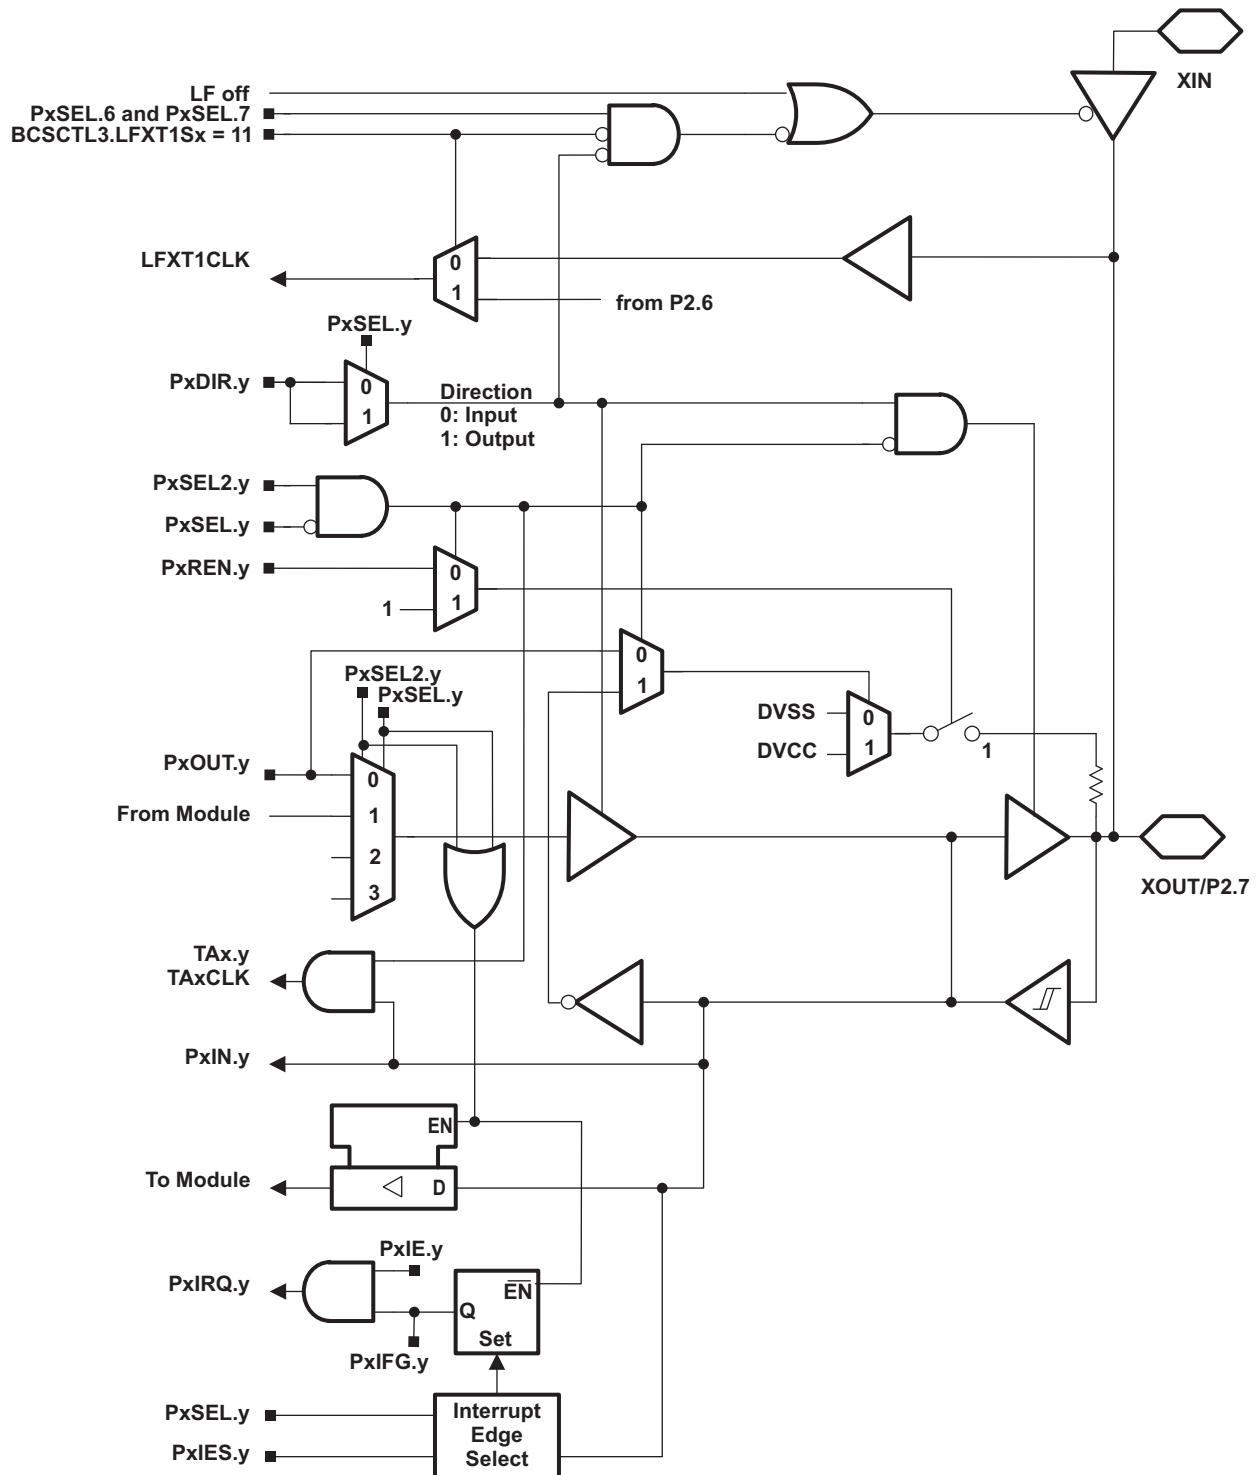 XIN
LF off
PxSEL.6 and PxSEL.7
BCSCTL3.LFXT1Sx = 11
LFXT1CLK
0
1
from P2.6
PxSEL.y
PxDIR.y
0
1
Direction
0: Input
1: Output
PxSEL2.y
PxSEL.y
PxREN.y
0
1
1
0
1
PxSEL2.y
PxSEL.y
DVSS
DVCC
0
1
1
PxOUT.y
From Module
0
1
2
3
XOUT/P2.7
TAx.y
TAxCLK
PxIN.y
EN
To Module
D
PxIE.y
PxIRQ.y
EN
Q
Set
PxIFG.y
PxSEL.y
PxIES.y
Interrupt
Edge
Select